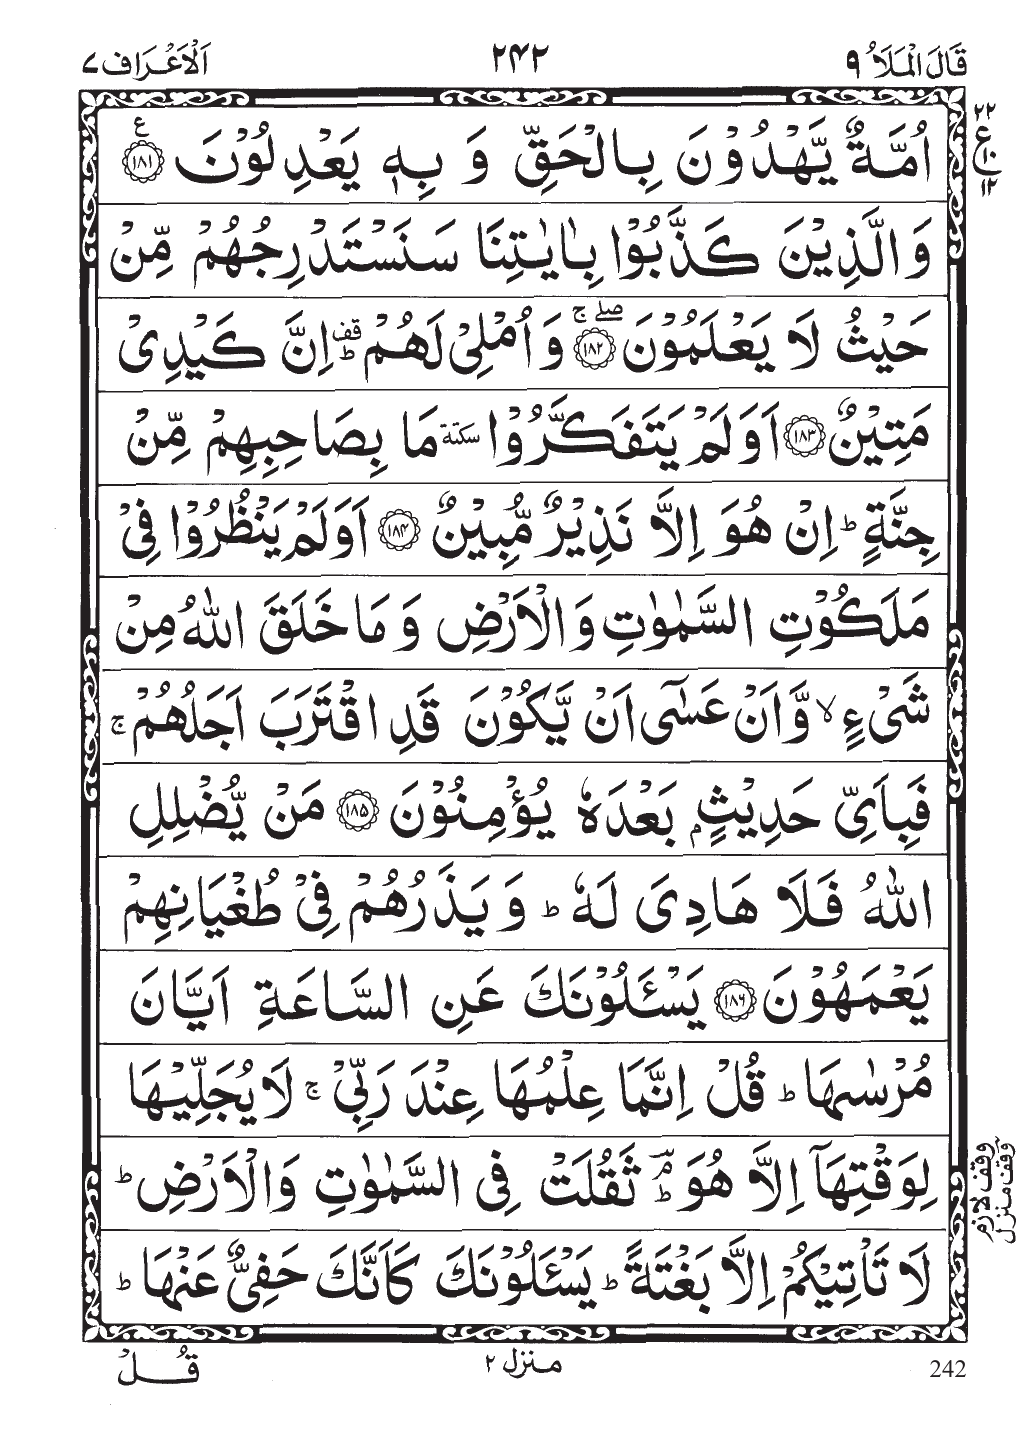 قَالَ الْمَلَاُ ٩ ٢٤٢ اَلْاَعْرَاف ٧
اُمَّةٌ يَّهْدُوْنَ بِالْحَقِّ وَ بِهٖ يَعْدِلُوْنَ ﴿١٨١﴾ ع
٢٢
ع
١٠
١٢
وَالَّذِيْنَ كَذَّبُوْا بِاٰيٰتِنَا سَنَسْتَدْرِجُهُمْ مِّنْ
حَيْثُ لَا يَعْلَمُوْنَ ﴿١٨٢﴾ صلے ج وَاُمْلِيْ لَهُمْ ؕ قف اِنَّ كَيْدِيْ
مَتِيْنٌ ﴿١٨٣﴾ اَوَلَمْ يَتَفَكَّرُوْا سكتة مَا بِصَاحِبِهِمْ مِّنْ
جِنَّةٍ ؕ اِنْ هُوَ اِلَّا نَذِيْرٌ مُّبِيْنٌ ﴿١٨٤﴾ اَوَلَمْ يَنْظُرُوْا فِيْ
مَلَكُوْتِ السَّمٰوٰتِ وَالْاَرْضِ وَ مَا خَلَقَ اللّٰهُ مِنْ
شَيْءٍ ۙ وَّاَنْ عَسٰٓى اَنْ يَّكُوْنَ قَدِ اقْتَرَبَ اَجَلُهُمْ ۚ
فَبِاَيِّ حَدِيْثٍۭ بَعْدَهٗ يُؤْمِنُوْنَ ﴿١٨٥﴾ مَنْ يُّضْلِلِ
اللّٰهُ فَلَا هَادِيَ لَهٗ ؕ وَ يَذَرُهُمْ فِيْ طُغْيَانِهِمْ
يَعْمَهُوْنَ ﴿١٨٦﴾ يَسْـَٔلُوْنَكَ عَنِ السَّاعَةِ اَيَّانَ
مُرْسٰىهَا ؕ قُلْ اِنَّمَا عِلْمُهَا عِنْدَ رَبِّيْ ۚ لَا يُجَلِّيْهَا
لِوَقْتِهَآ اِلَّا هُوَ ؕ ثَقُلَتْ فِي السَّمٰوٰتِ وَالْاَرْضِ ؕ
وقف لازم
وقف منزل
لَا تَاْتِيْكُمْ اِلَّا بَغْتَةً ؕ يَسْـَٔلُوْنَكَ كَاَنَّكَ حَفِيٌّ عَنْهَا ؕ
242 منزل ٢ قُلْ